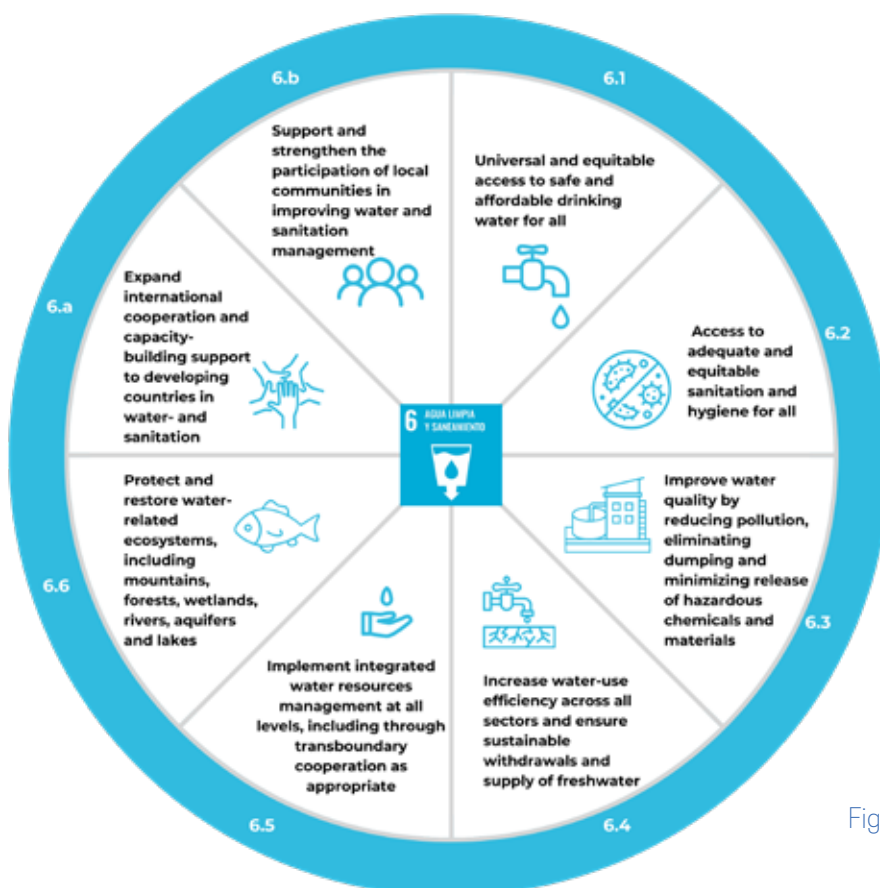 6.b
Support and
strengthen the
participation of local
communities in
improving water and
sanitation
management
6.1
Universal and equitable
access to safe and
affordable drinking
water for all
6.2
Access to
adequate and
equitable
sanitation and
hygiene for all
6.3
Improve water
quality by
reducing pollution,
eliminating
dumping and
minimizing release
of hazardous
chemicals and
materials
6.4
Increase water-use
efficiency across all
sectors and ensure
sustainable
withdrawals and
supply of freshwater
6.5
Implement integrated
water resources
management at all
levels, including through
transboundary
cooperation as
appropriate
6.6
Protect and
restore water-
related
ecosystems,
including
mountains,
forests, wetlands,
rivers, aquifers
and lakes
6.a
Expand
international
cooperation and
capacity-
building support
to developing
countries in
water- and
sanitation
6 AGUA LIMPIA
Y SANEAMIENTO
Fig